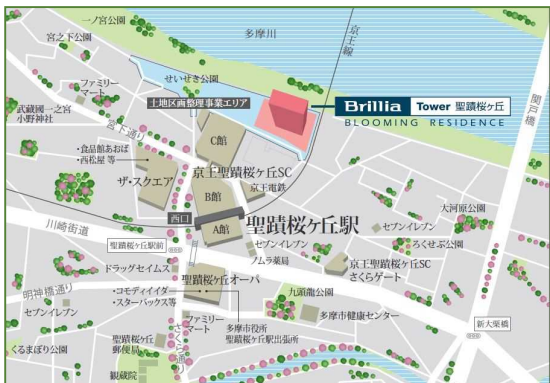 一ノ宮公園
多摩川
京王線
宮之下公園
せいせき公園
ファミリーマート
土地区画整理事業エリア
Brillia Tower 聖蹟桜ヶ丘
BLOOMING RESIDENCE
関戸橋
武蔵國一之宮
小野神社
宮下通り
C館
・食品館あおば
・西松屋 等
京王聖蹟桜ヶ丘SC
ザ・スクエア
京王電鉄
B館
大河原公園
西口
A館
聖蹟桜ヶ丘駅
セブンイレブン
川崎街道
ろくせぶ公園
聖蹟桜ヶ丘駅前
セブンイレブン
ノムラ薬局
京王聖蹟桜ヶ丘SC
さくらゲート
ドラッグセイムス
聖蹟桜ヶ丘オーパ
明神橋通り
・コモディイイダ
・スターバックス等
九頭龍公園
セブンイレブン
ファミリーマート
多摩市役所
聖蹟桜ヶ丘駅出張所
多摩市健康センター
新大栗橋
さくら通り
聖蹟桜ヶ丘
郵便局
くるまぼり公園
観蔵院